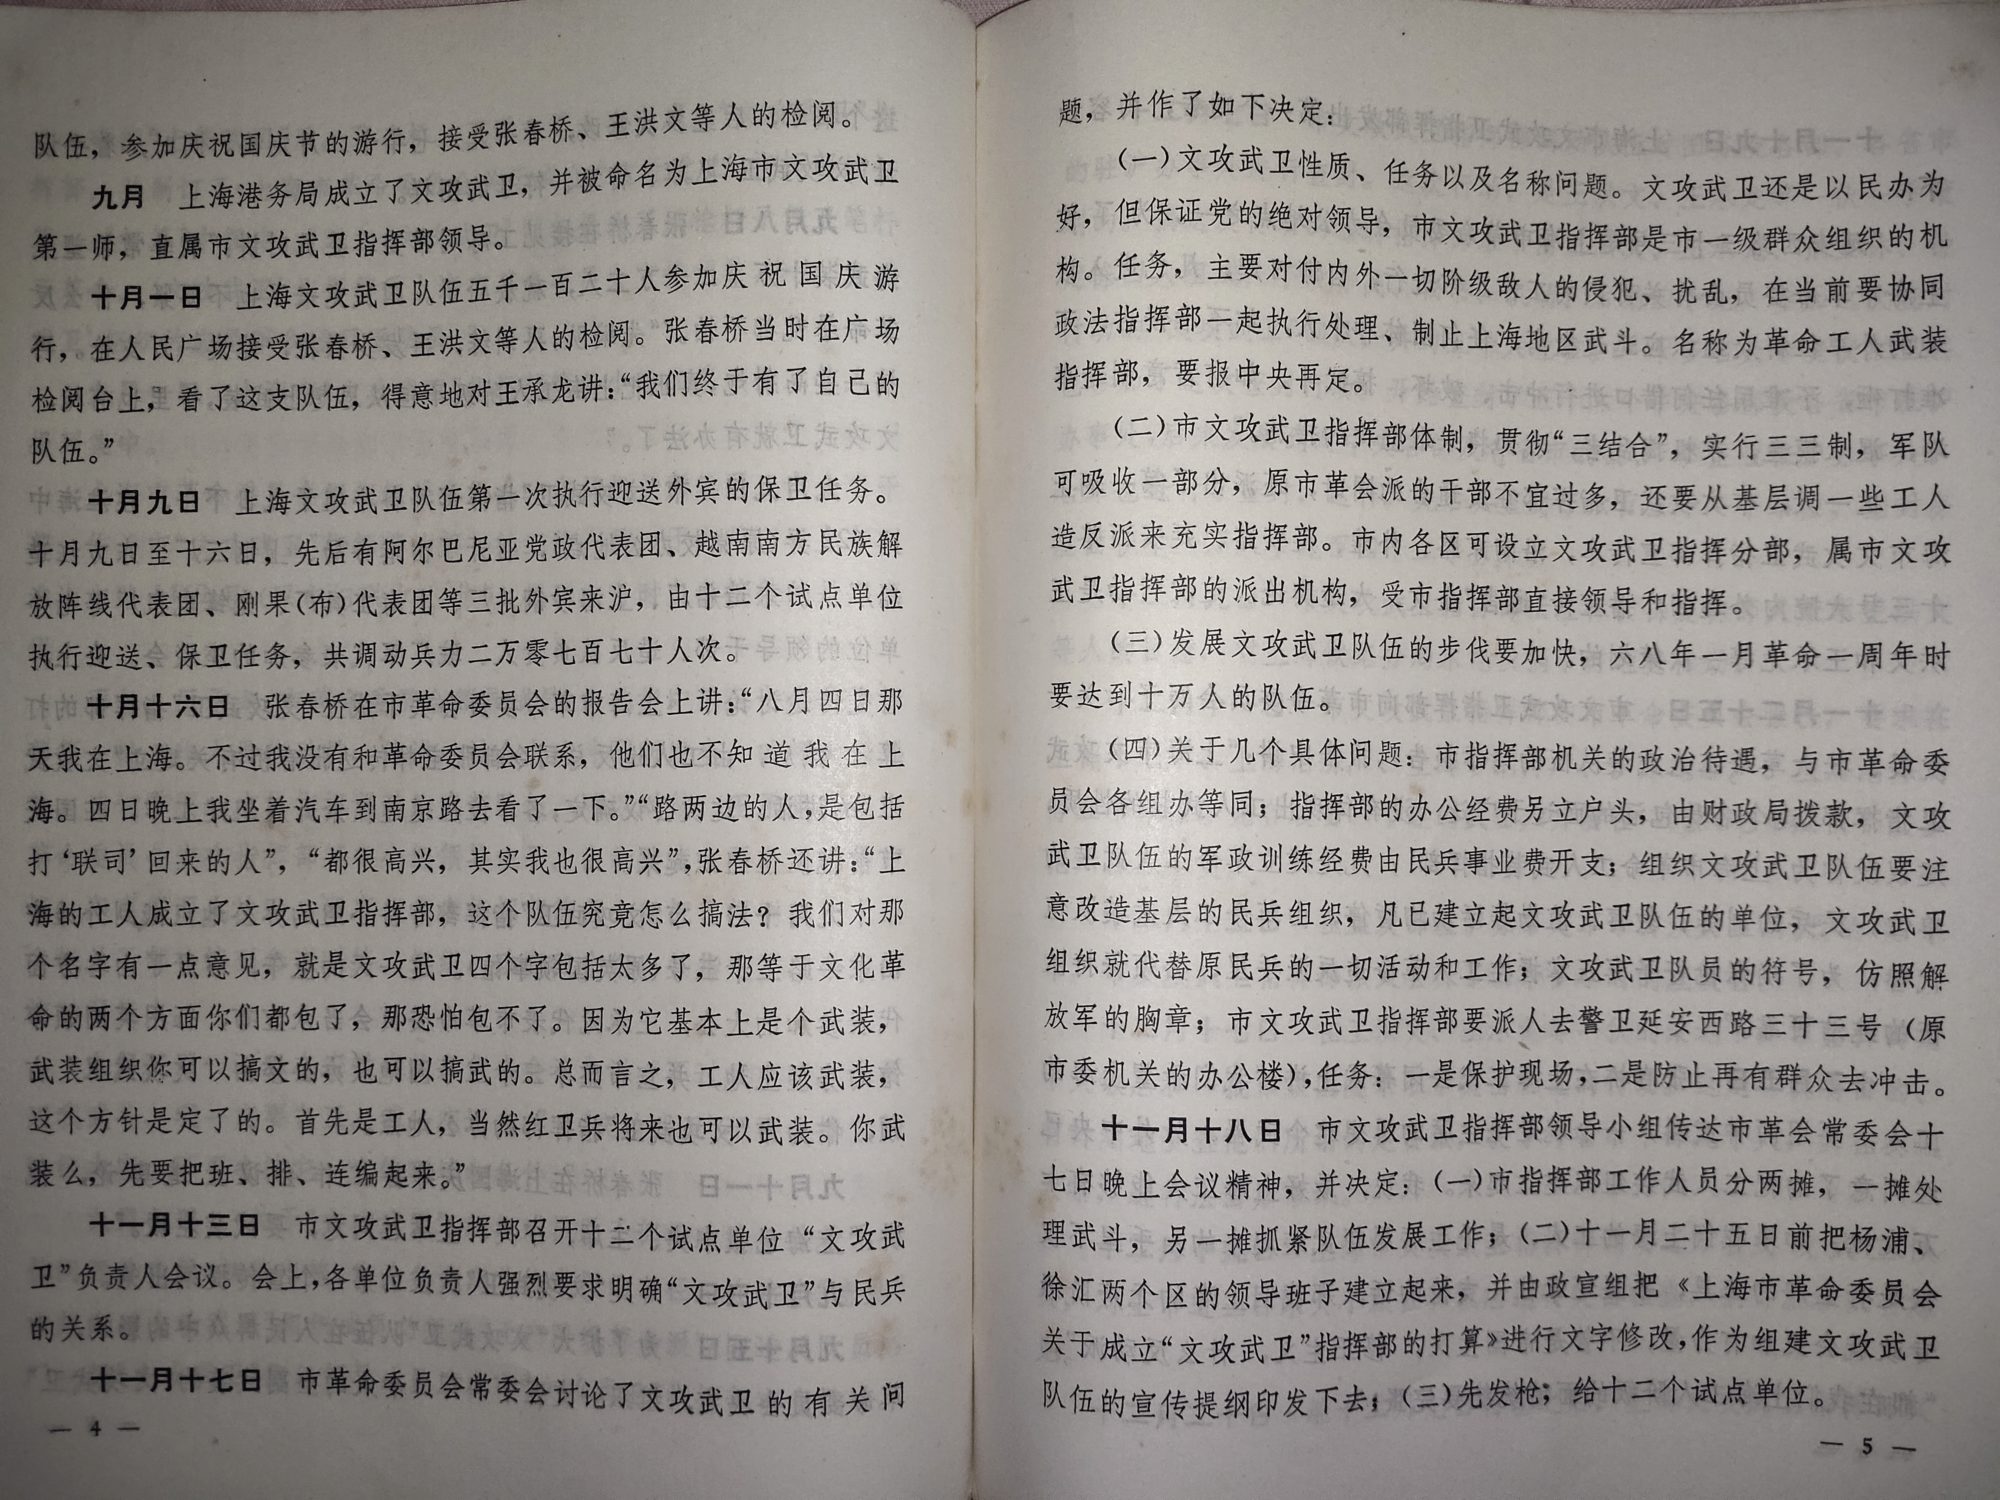 队伍，参加庆祝国庆节的游行，接受张春桥、王洪文等人的检阅。
九月　上海港务局成立了文攻武卫，并被命名为上海市文攻武卫
第一师，直属市文攻武卫指挥部领导。
十月一日　上海文攻武卫队伍五千一百二十人参加庆祝国庆游
行，在人民广场接受张春桥、王洪文等人的检阅。张春桥当时在广场
检阅台上，看了这支队伍，得意地对王承龙讲：“我们终于有了自己的
队伍。”
十月九日　上海文攻武卫队伍第一次执行迎送外宾的保卫任务。
十月九日至十六日，先后有阿尔巴尼亚党政代表团、越南南方民族解
放阵线代表团、刚果（布）代表团等三批外宾来沪，由十二个试点单位
执行迎送、保卫任务，共调动兵力二万零七百七十人次。
十月十六日　张春桥在市革命委员会的报告会上讲：“八月四日那
天我在上海。不过我没有和革命委员会联系，他们也不知道我在上
海。四日晚上我坐着汽车到南京路去看了一下。”“路两边的人，是包括
打‘联司’回来的人”，“都很高兴，其实我也很高兴”，张春桥还讲：“上
海的工人成立了文攻武卫指挥部，这个队伍究竟怎么搞法？我们对那
个名字有一点意见，就是文攻武卫四个字包括太多了，那等于文化革
命的两个方面你们都包了，那恐怕包不了。因为它基本上是个武装，
武装组织你可以搞文的，也可以搞武的。总而言之，工人应该武装，
这个方针是定了的。首先是工人，当然红卫兵将来也可以武装。你武
装么，先要把班、排、连编起来。”
十一月十三日　市文攻武卫指挥部召开十二个试点单位“文攻武
卫”负责人会议。会上，各单位负责人强烈要求明确“文攻武卫”与民兵
的关系。
十一月十七日　市革命委员会常委会讨论了文攻武卫的有关问
— 4 —
题，并作了如下决定：
（一）文攻武卫性质、任务以及名称问题。文攻武卫还是以民办为
好，但保证党的绝对领导，市文攻武卫指挥部是市一级群众组织的机
构。任务，主要对付内外一切阶级敌人的侵犯、扰乱，在当前要协同
政法指挥部一起执行处理、制止上海地区武斗。名称为革命工人武装
指挥部，要报中央再定。
（二）市文攻武卫指挥部体制，贯彻“三结合”，实行三三制，军队
可吸收一部分，原市革会派的干部不宜过多，还要从基层调一些工人
造反派来充实指挥部。市内各区可设立文攻武卫指挥分部，属市文攻
武卫指挥部的派出机构，受市指挥部直接领导和指挥。
（三）发展文攻武卫队伍的步伐要加快，六八年一月革命一周年时
要达到十万人的队伍。
（四）关于几个具体问题：市指挥部机关的政治待遇，与市革命委
员会各组办等同；指挥部的办公经费另立户头，由财政局拨款，文攻
武卫队伍的军政训练经费由民兵事业费开支；组织文攻武卫队伍要注
意改造基层的民兵组织，凡已建立起文攻武卫队伍的单位，文攻武卫
组织就代替原民兵的一切活动和工作；文攻武卫队员的符号，仿照解
放军的胸章；市文攻武卫指挥部要派人去警卫延安西路三十三号（原
市委机关的办公楼），任务：一是保护现场，二是防止再有群众去冲击。
十一月十八日　市文攻武卫指挥部领导小组传达市革会常委会十
七日晚上会议精神，并决定：（一）市指挥部工作人员分两摊，一摊处
理武斗，另一摊抓紧队伍发展工作；（二）十一月二十五日前把杨浦、
徐汇两个区的领导班子建立起来，并由政宣组把《上海市革命委员会
关于成立“文攻武卫”指挥部的打算》进行文字修改，作为组建文攻武卫
队伍的宣传提纲印发下去；（三）先发枪；给十二个试点单位。
— 5 —